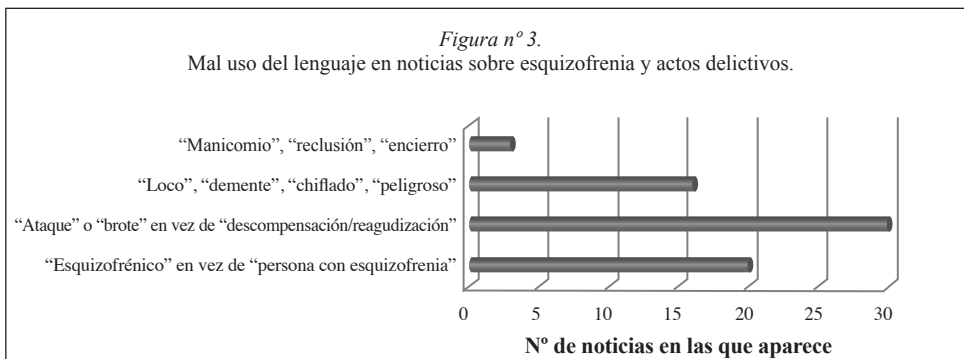 Figura nº 3.
Mal uso del lenguaje en noticias sobre esquizofrenia y actos delictivos.
“Manicomio”, “reclusión”, “encierro”
“Loco”, “demente”, “chiflado”, “peligroso”
“Ataque” o “brote” en vez de “descompensación/reagudización”
“Esquizofrénico” en vez de “persona con esquizofrenia”
0 5 10 15 20 30
Nº de noticias en las que aparece